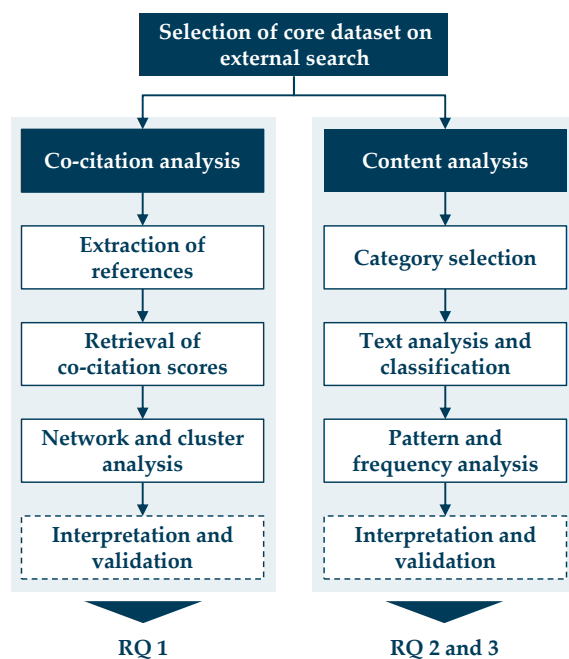 Selection of core dataset on
external search
Co-citation analysis
Extraction of
references
Retrieval of
co-citation scores
Network and cluster
analysis
Interpretation and
validation
RQ 1
Content analysis
Category selection
Text analysis and
classification
Pattern and
frequency analysis
Interpretation and
validation
RQ 2 and 3